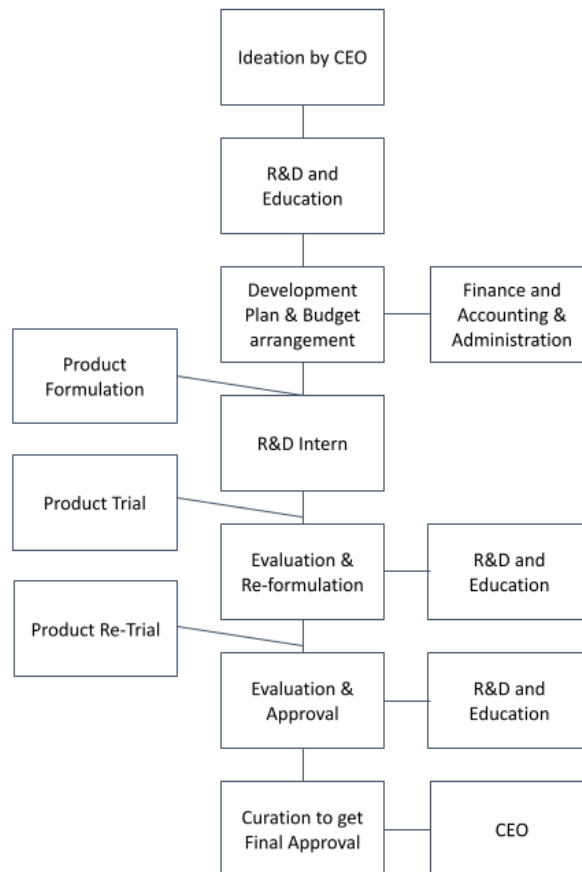 Ideation by CEO
R&D and
Education
Development
Plan & Budget
arrangement
Finance and
Accounting &
Administration
Product
Formulation
R&D Intern
Product Trial
Evaluation &
Re-formulation
R&D and
Education
Product Re-Trial
Evaluation &
Approval
R&D and
Education
Curation to get
Final Approval
CEO